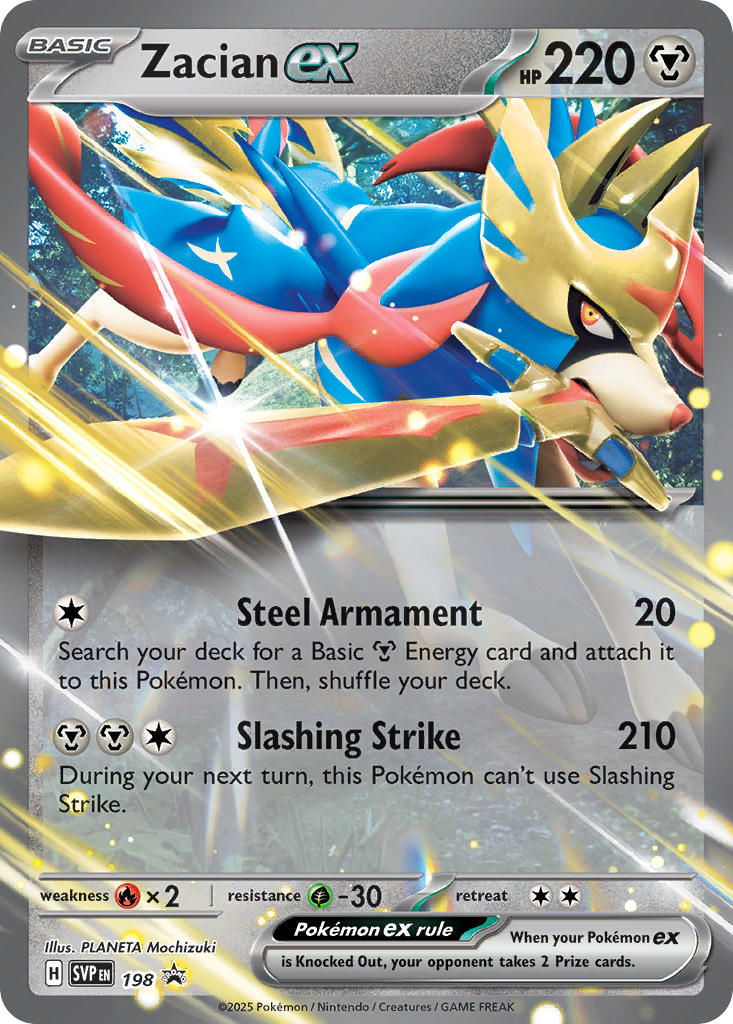 BASIC Zacian ex HP 220
Steel Armament 20
Search your deck for a Basic Energy card and attach it
to this Pokémon. Then, shuffle your deck.
Slashing Strike 210
During your next turn, this Pokémon can't use Slashing
Strike.
weakness ×2 resistance -30 retreat
Pokémon ex rule When your Pokémon ex
is Knocked Out, your opponent takes 2 Prize cards.
Illus. PLANETA Mochizuki
H SVP EN 198 PROMO
©2025 Pokémon / Nintendo / Creatures / GAME FREAK